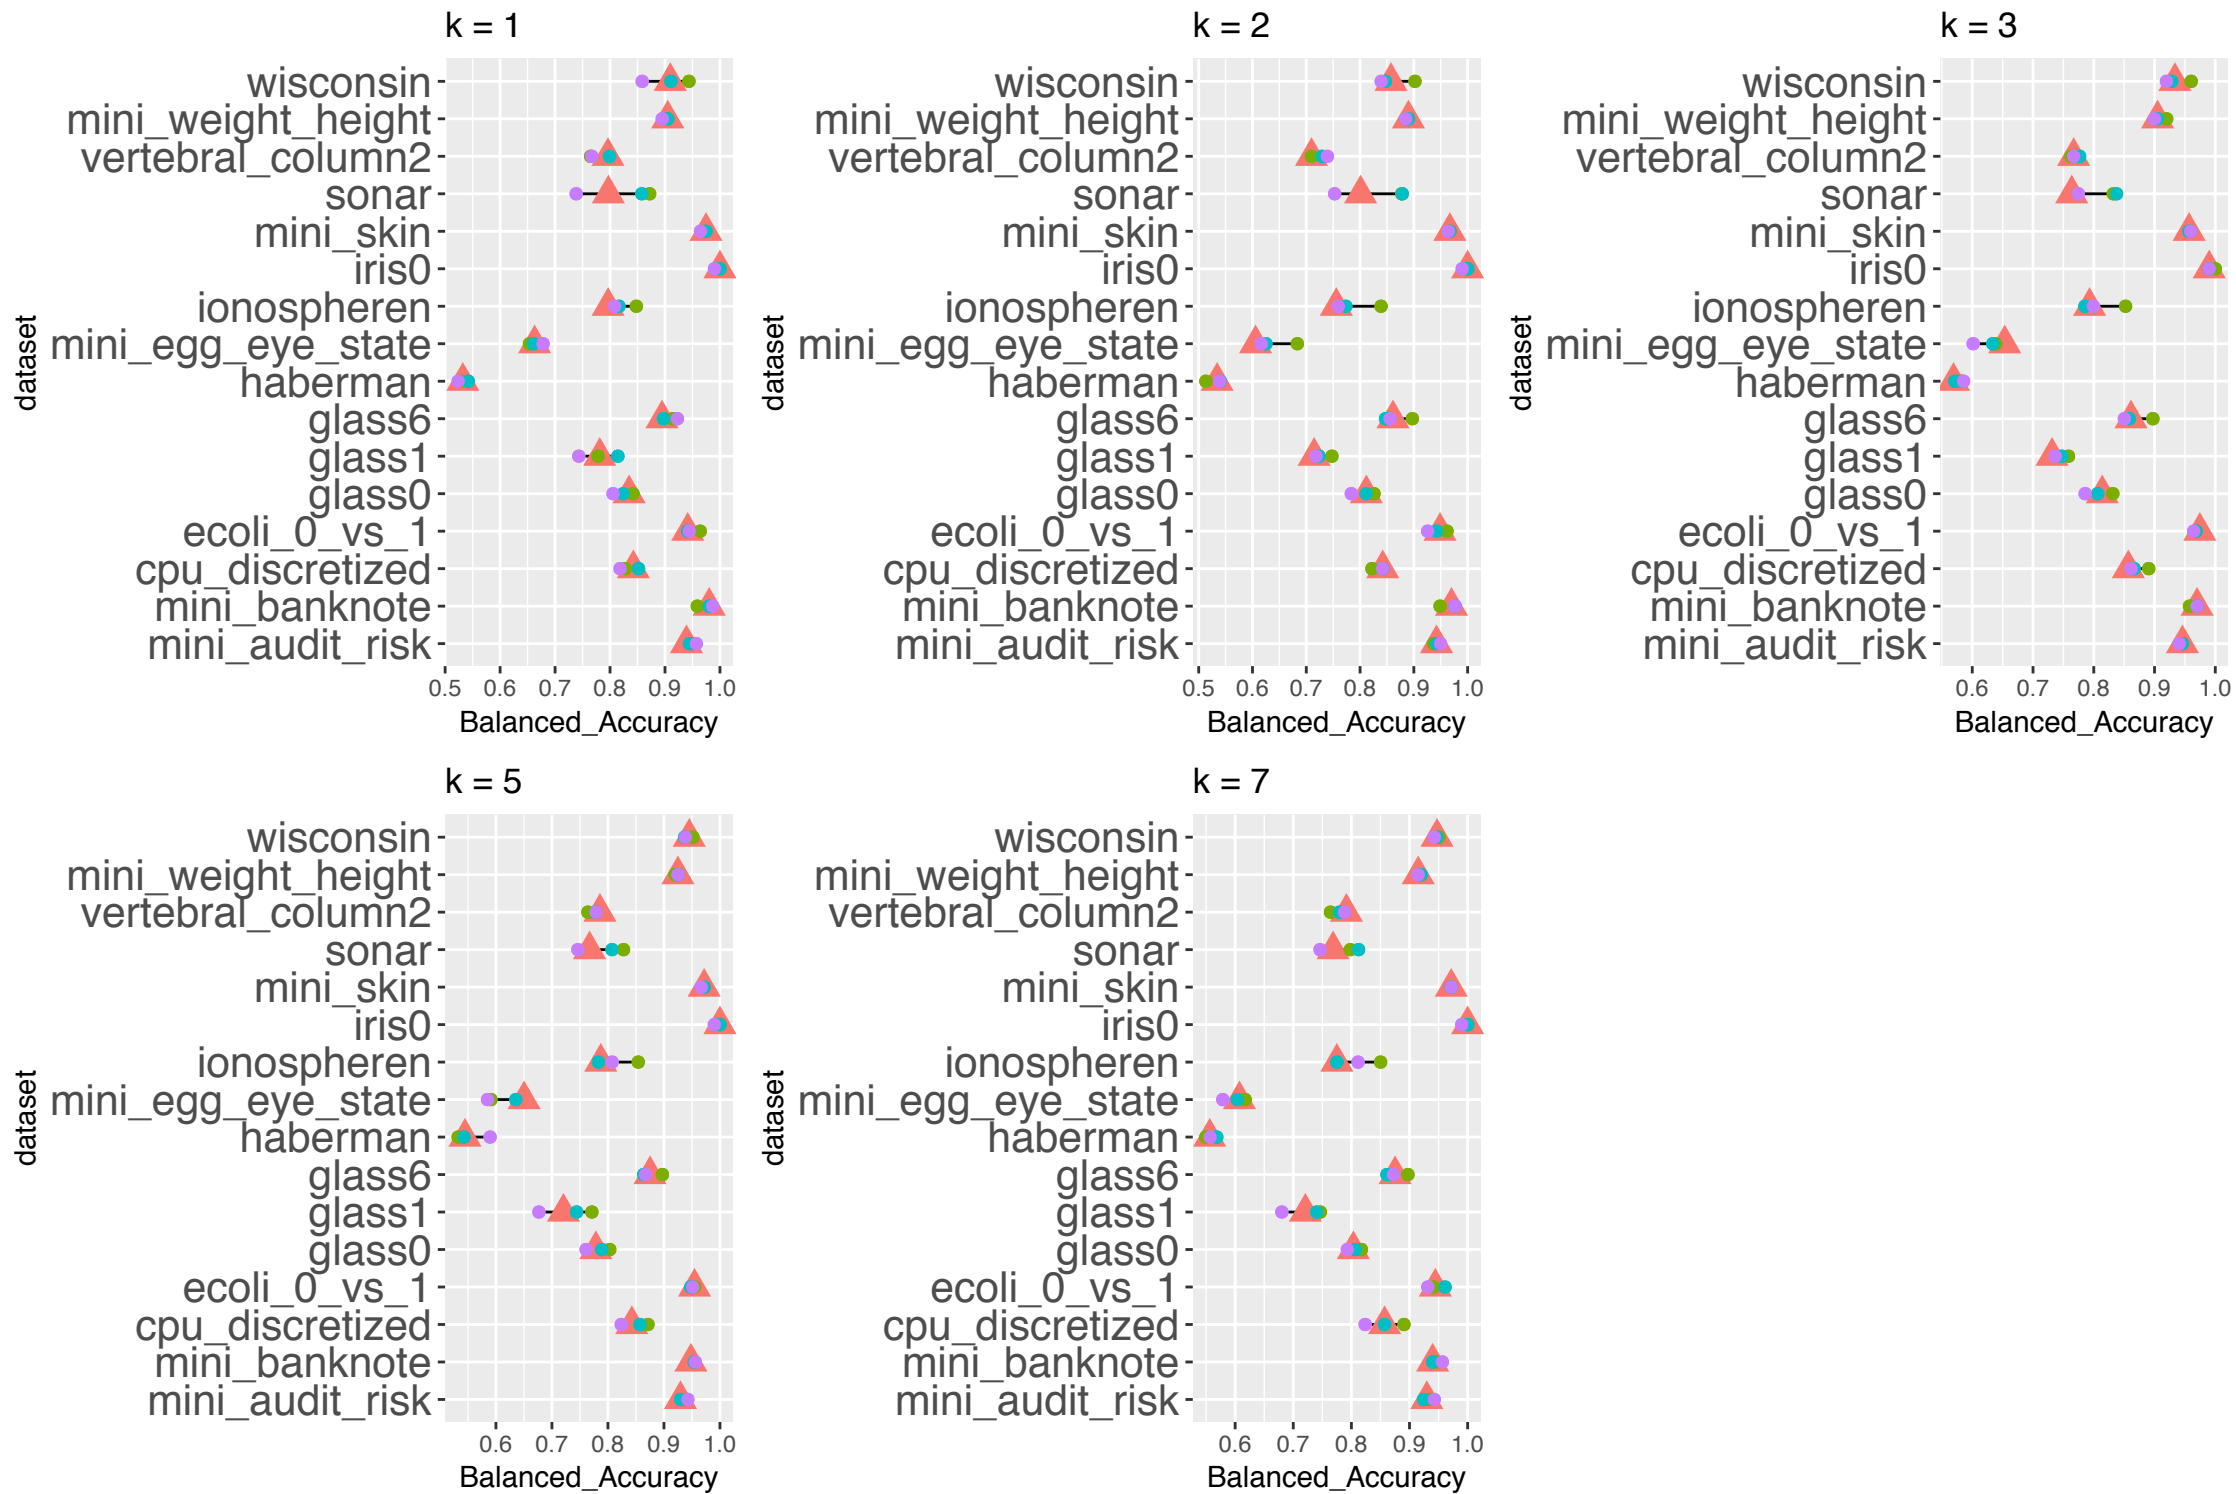 k = 1
wisconsin
mini_weight_height
vertebral_column2
sonar
mini_skin
iris0
ionospheren
mini_egg_eye_state
haberman
glass6
glass1
glass0
ecoli_0_vs_1
cpu_discretized
mini_banknote
mini_audit_risk
dataset
0.5 0.6 0.7 0.8 0.9 1.0
Balanced_Accuracy
k = 2
wisconsin
mini_weight_height
vertebral_column2
sonar
mini_skin
iris0
ionospheren
mini_egg_eye_state
haberman
glass6
glass1
glass0
ecoli_0_vs_1
cpu_discretized
mini_banknote
mini_audit_risk
dataset
0.5 0.6 0.7 0.8 0.9 1.0
Balanced_Accuracy
k = 3
wisconsin
mini_weight_height
vertebral_column2
sonar
mini_skin
iris0
ionospheren
mini_egg_eye_state
haberman
glass6
glass1
glass0
ecoli_0_vs_1
cpu_discretized
mini_banknote
mini_audit_risk
dataset
0.6 0.7 0.8 0.9 1.0
Balanced_Accuracy
k = 5
wisconsin
mini_weight_height
vertebral_column2
sonar
mini_skin
iris0
ionospheren
mini_egg_eye_state
haberman
glass6
glass1
glass0
ecoli_0_vs_1
cpu_discretized
mini_banknote
mini_audit_risk
dataset
0.6 0.7 0.8 0.9 1.0
Balanced_Accuracy
k = 7
wisconsin
mini_weight_height
vertebral_column2
sonar
mini_skin
iris0
ionospheren
mini_egg_eye_state
haberman
glass6
glass1
glass0
ecoli_0_vs_1
cpu_discretized
mini_banknote
mini_audit_risk
dataset
0.6 0.7 0.8 0.9 1.0
Balanced_Accuracy